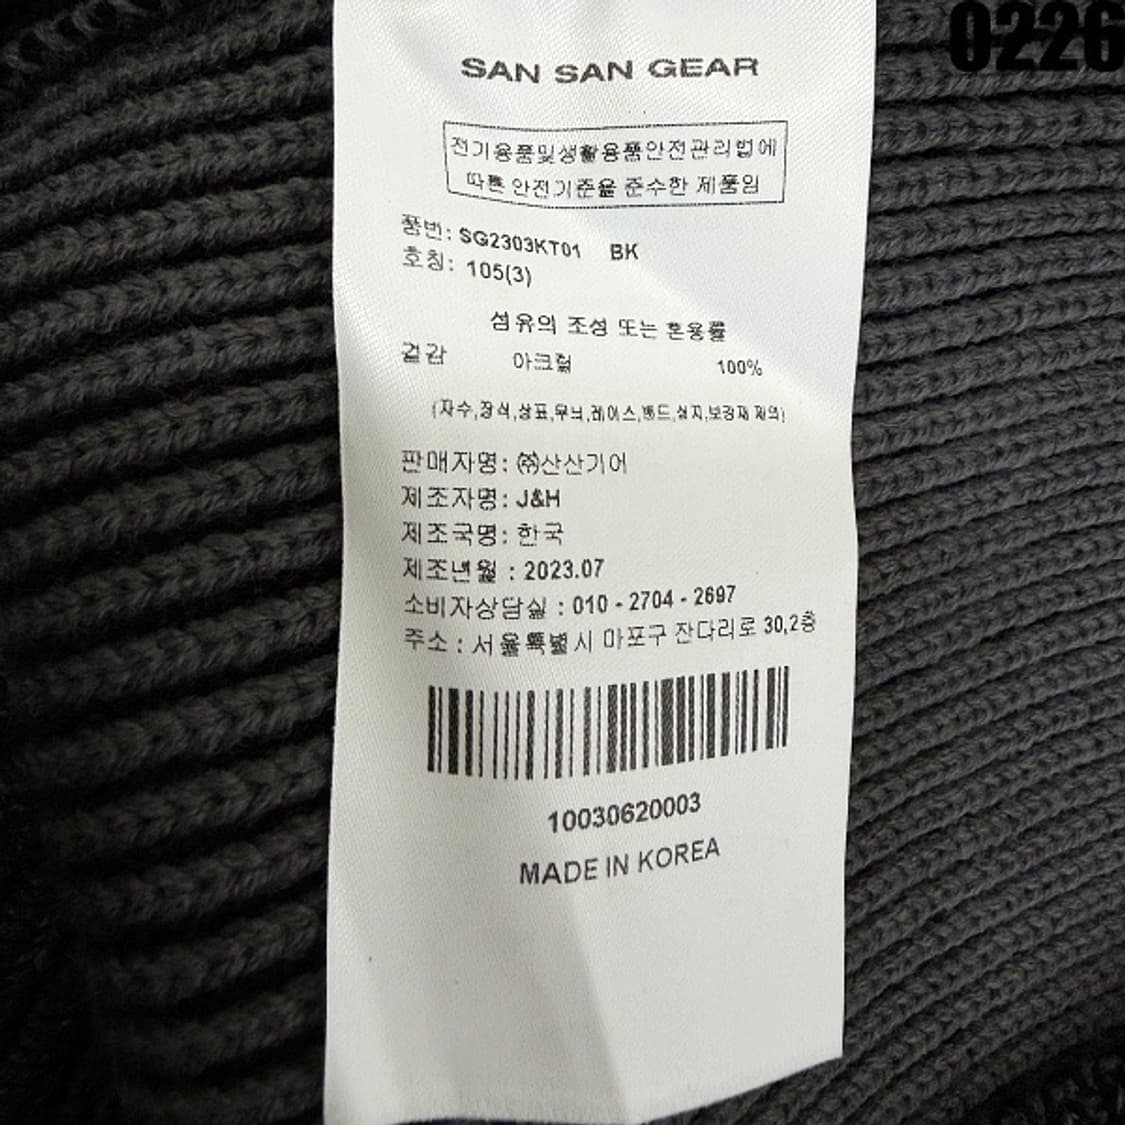 0226
SAN SAN GEAR
전기용품및생활용품안전관리법에
따른 안전기준을 준수한 제품임
품번: SG2303KT01 BK
호칭: 105(3)
섬유의 조성 또는 혼용률
겉감 아크릴 100%
(자수,장식,상표,무늬,레이스,밴드,심지,보강재 제외)
판매자명: ㈜산산기어
제조자명: J&H
제조국명: 한국
제조년월 : 2023.07
소비자상담실 : 010 - 2704 - 2697
주소 : 서울특별시 마포구 잔다리로 30,2층
10030620003
MADE IN KOREA